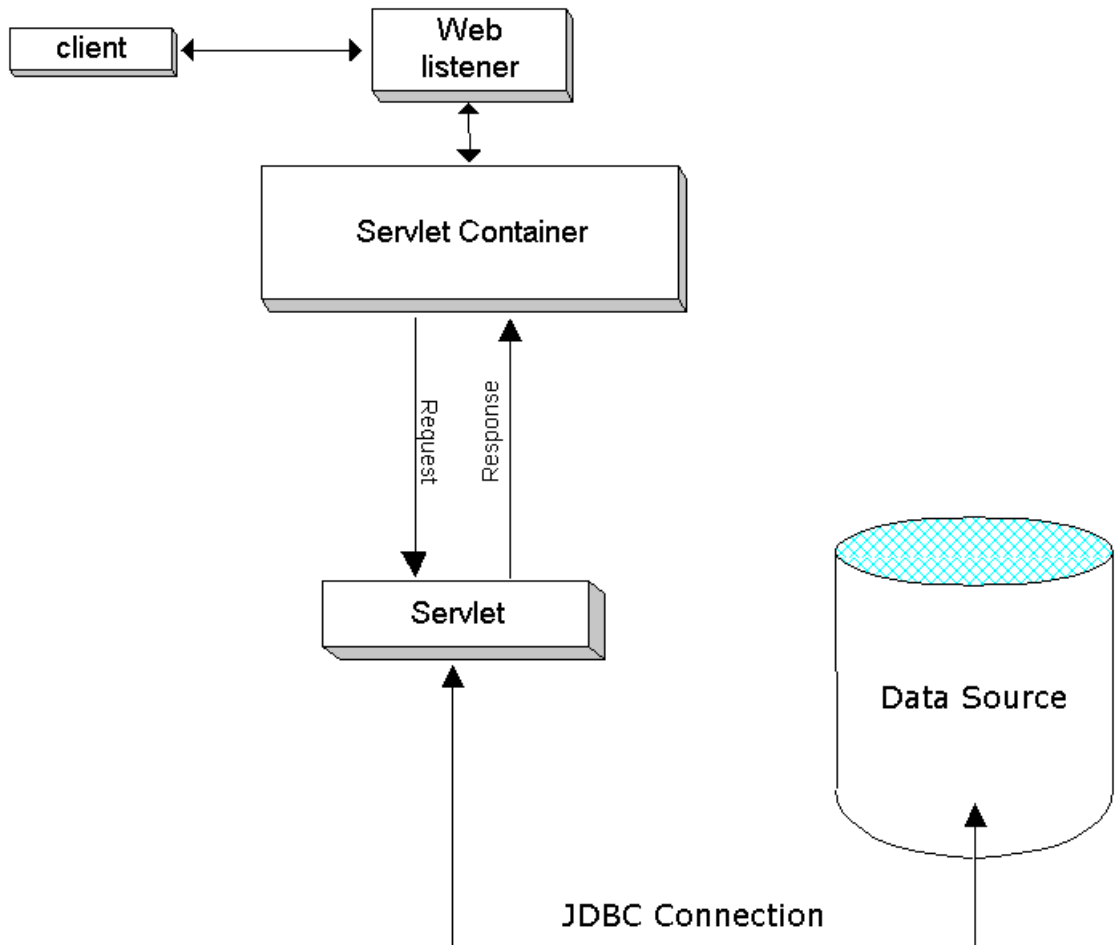 client
Web
listener
Servlet Container
Request
Response
Servlet
Data Source
JDBC Connection